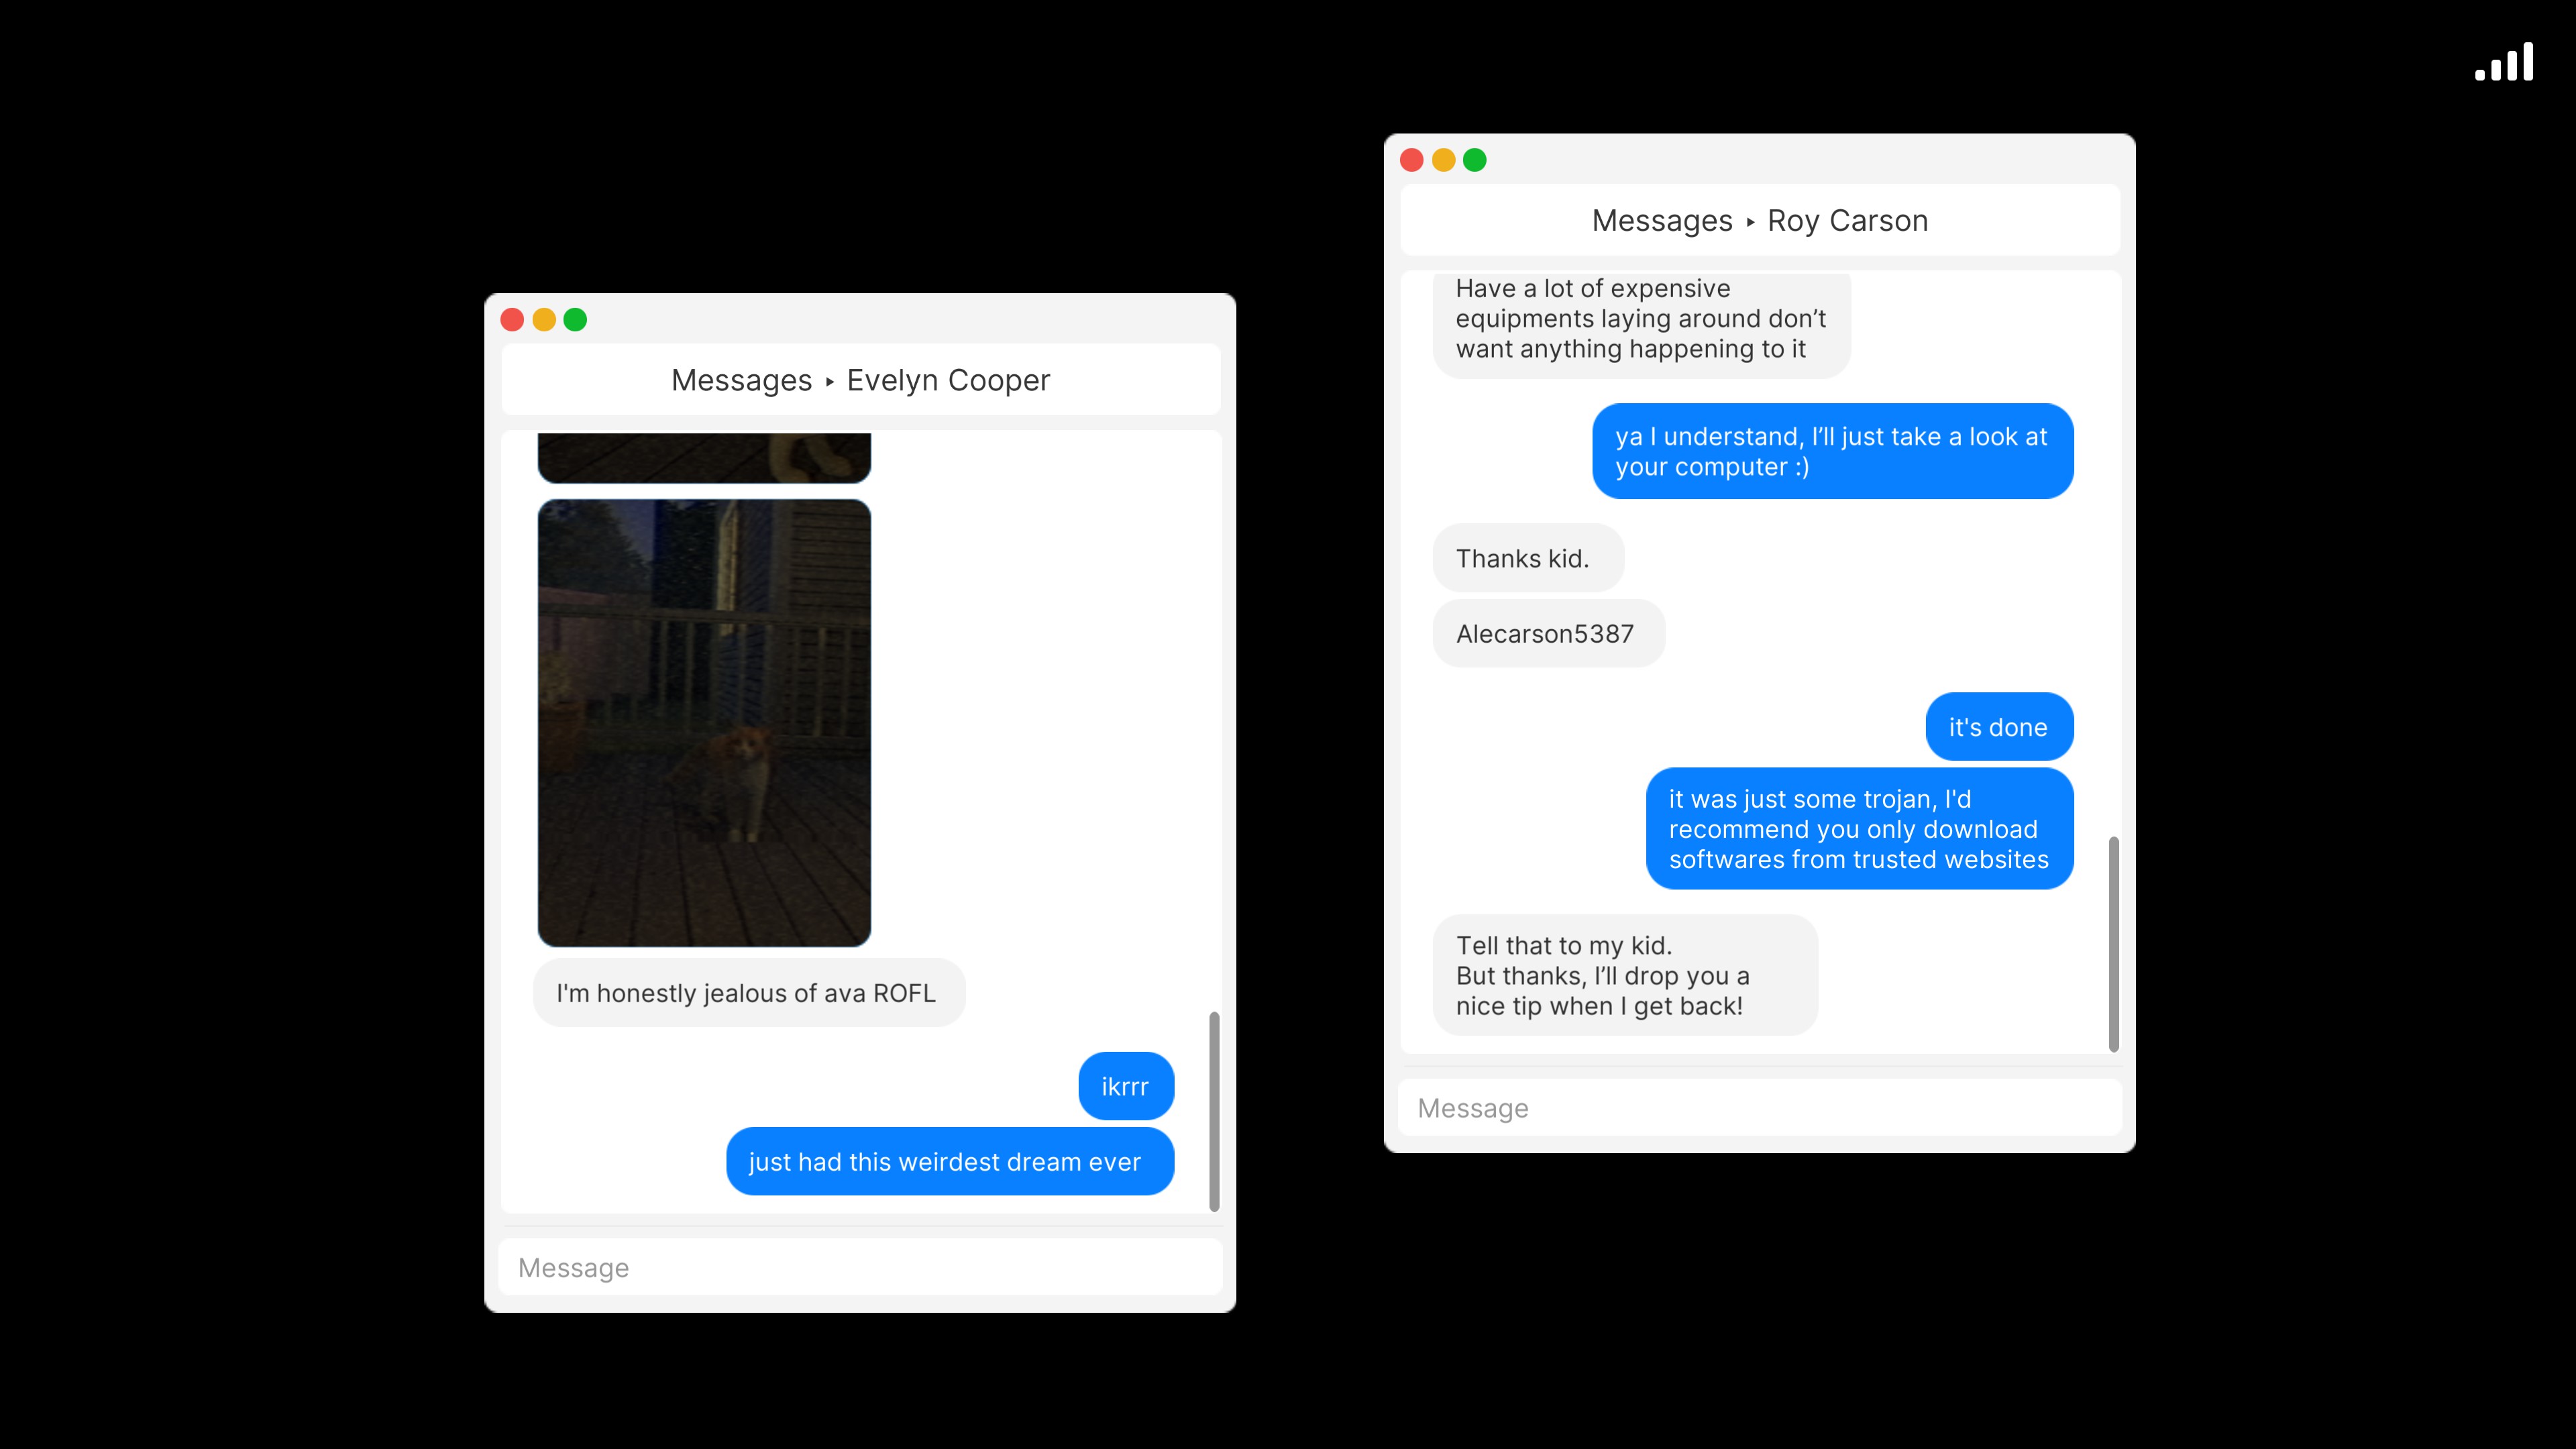 Messages ▸ Evelyn Cooper
I'm honestly jealous of ava ROFL
ikrrr
just had this weirdest dream ever
Message
Messages ▸ Roy Carson
Have a lot of expensive
equipments laying around don’t
want anything happening to it
ya I understand, I’ll just take a look at
your computer :)
Thanks kid.
Alecarson5387
it's done
it was just some trojan, I'd
recommend you only download
softwares from trusted websites
Tell that to my kid.
But thanks, I’ll drop you a
nice tip when I get back!
Message